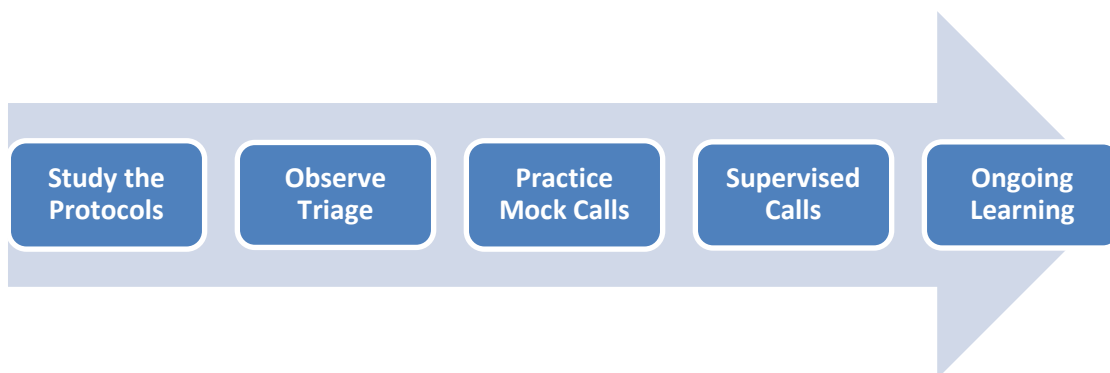 Study the
Protocols
Observe
Triage
Practice
Mock Calls
Supervised
Calls
Ongoing
Learning